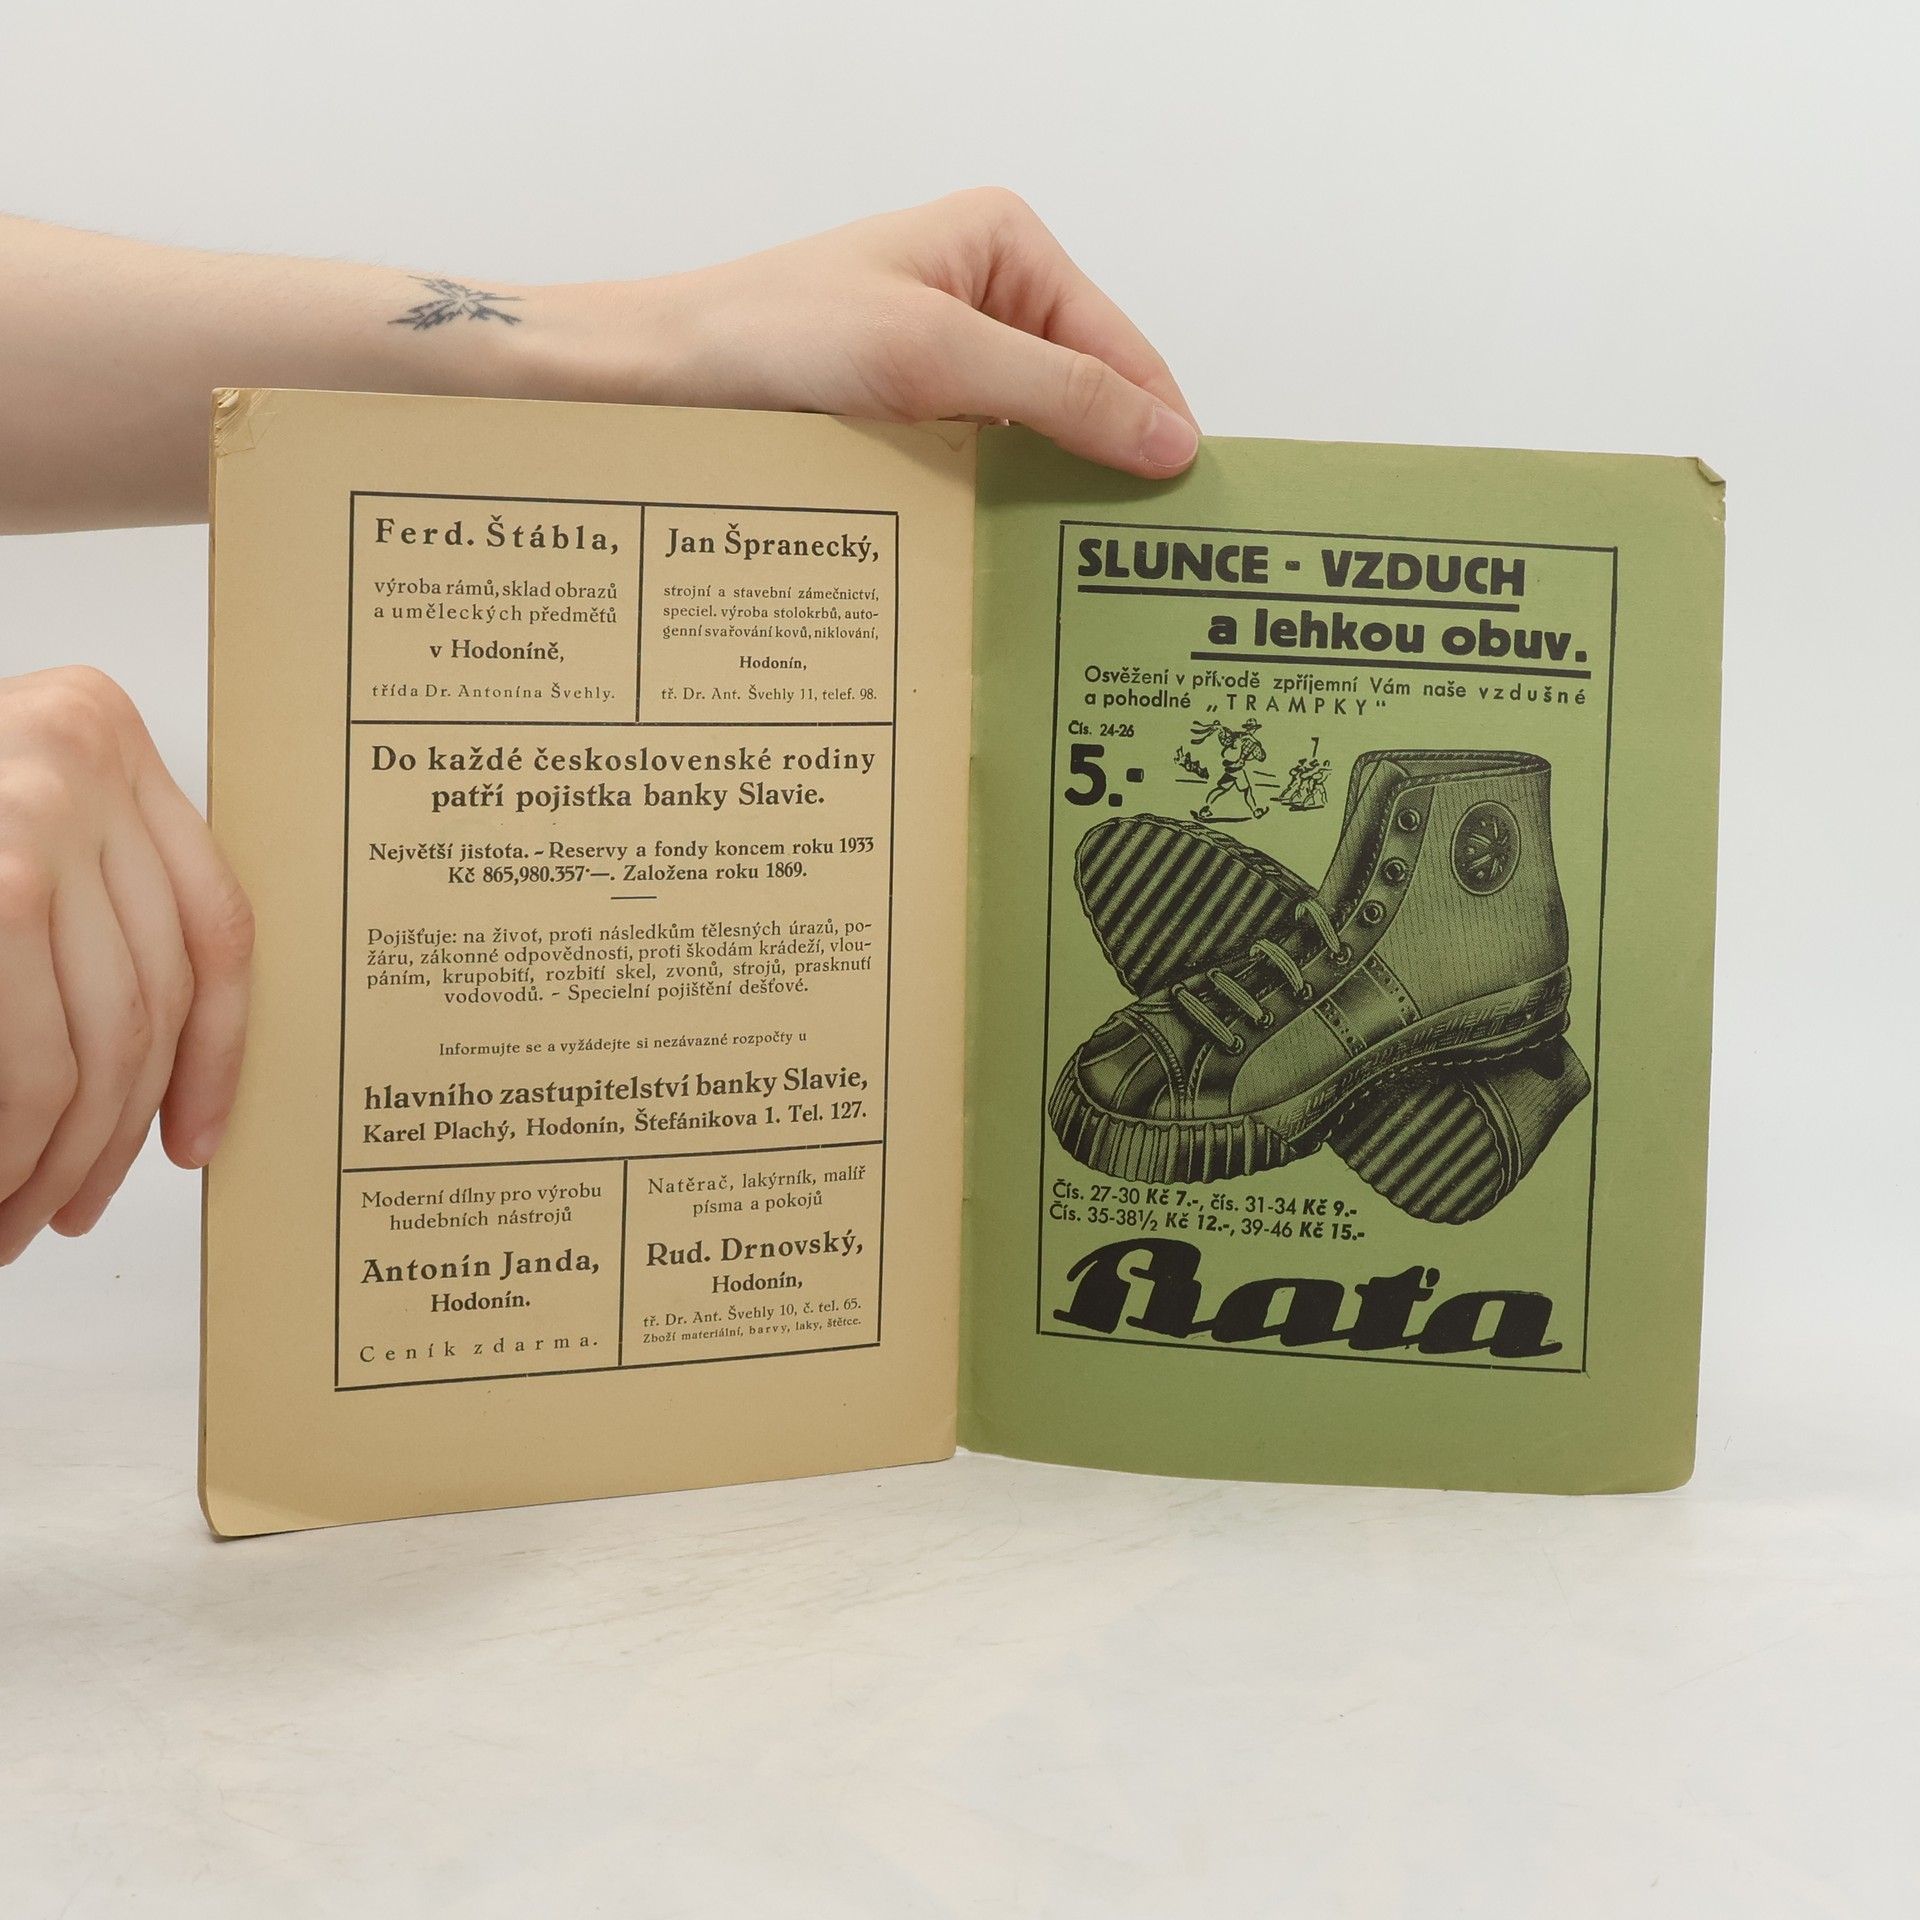 Ferd. Štábla,
výroba rámů, sklad obrazů
a uměleckých předmětů
v Hodoníně,
třída Dr. Antonína Švehly.
Jan Špranecký,
strojní a stavební zámečnictví,
speciel. výroba stolokrbů, auto-
genní svařování kovů, niklování,
Hodonín,
tř. Dr. Ant. Švehly 11, telef. 98.
Do každé československé rodiny
patří pojistka banky Slavie.
Největší jistota. - Reservy a fondy koncem roku 1933
Kč 865,980.357·—. Založena roku 1869.
Pojišťuje: na život, proti následkům tělesných úrazů, po-
žáru, zákonné odpovědnosti, proti škodám krádeží, vlou-
páním, krupobití, rozbití skel, zvonů, strojů, prasknutí
vodovodů. - Specielní pojištění dešťové.
Informujte se a vyžádejte si nezávazné rozpočty u
hlavního zastupitelství banky Slavie,
Karel Plachý, Hodonín, Štefánikova 1. Tel. 127.
Moderní dílny pro výrobu
hudebních nástrojů
Antonín Janda,
Hodonín.
Ceník zdarma.
Natěrač, lakýrník, malíř
písma a pokojů
Rud. Drnovský,
Hodonín,
tř. Dr. Ant. Švehly 10, č. tel. 65.
Zboží materiální, barvy, laky, štětce.
SLUNCE - VZDUCH
a lehkou obuv.
Osvěžení v přírodě zpříjemní Vám naše vzdušné
a pohodlné „TRAMPKY“
Čís. 24-26
5.-
Čís. 27-30 Kč 7.-, čís. 31-34 Kč 9.-
Čís. 35-38½ Kč 12.-, 39-46 Kč 15.-
Baťa